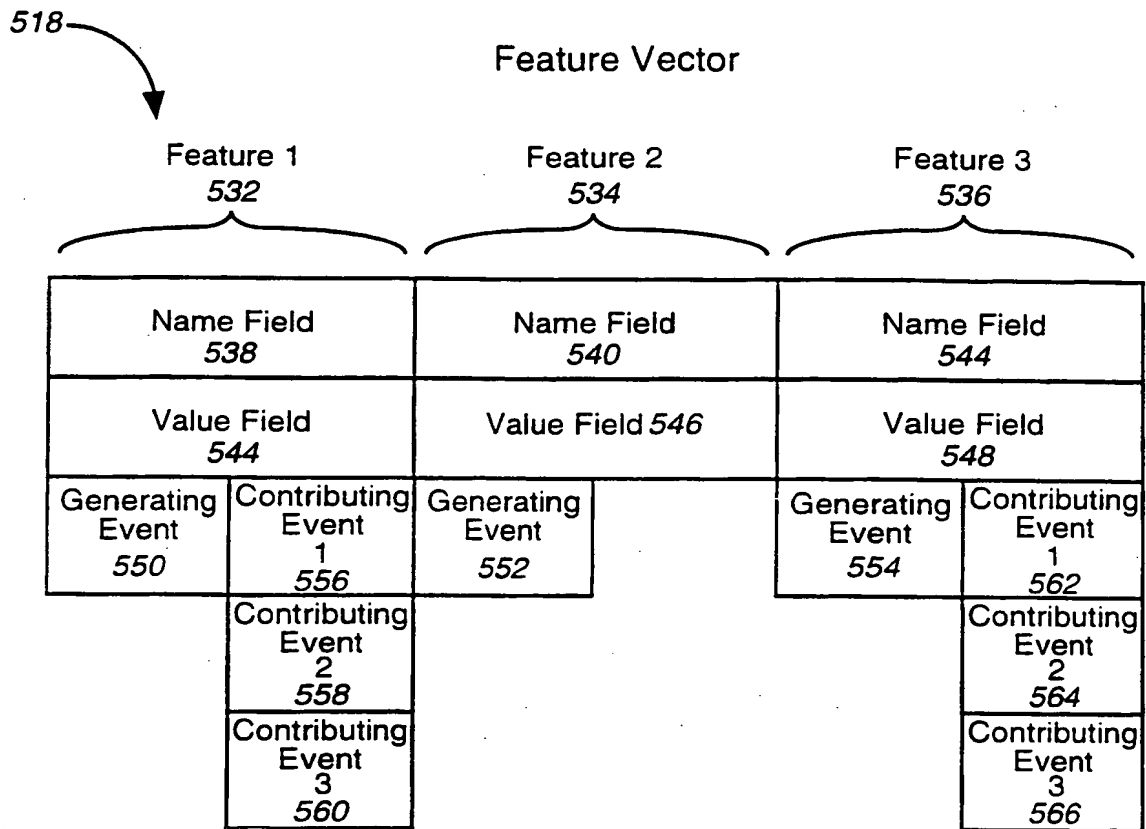 518
Feature Vector
Feature 1
532
Feature 2
534
Feature 3
536
Name Field
538
Name Field
540
Name Field
544
Value Field
544
Value Field 546
Value Field
548
Generating
Event
550
Contributing
Event
1
556
Generating
Event
552
Generating
Event
554
Contributing
Event
1
562
Contributing
Event
2
558
Contributing
Event
2
564
Contributing
Event
3
560
Contributing
Event
3
566